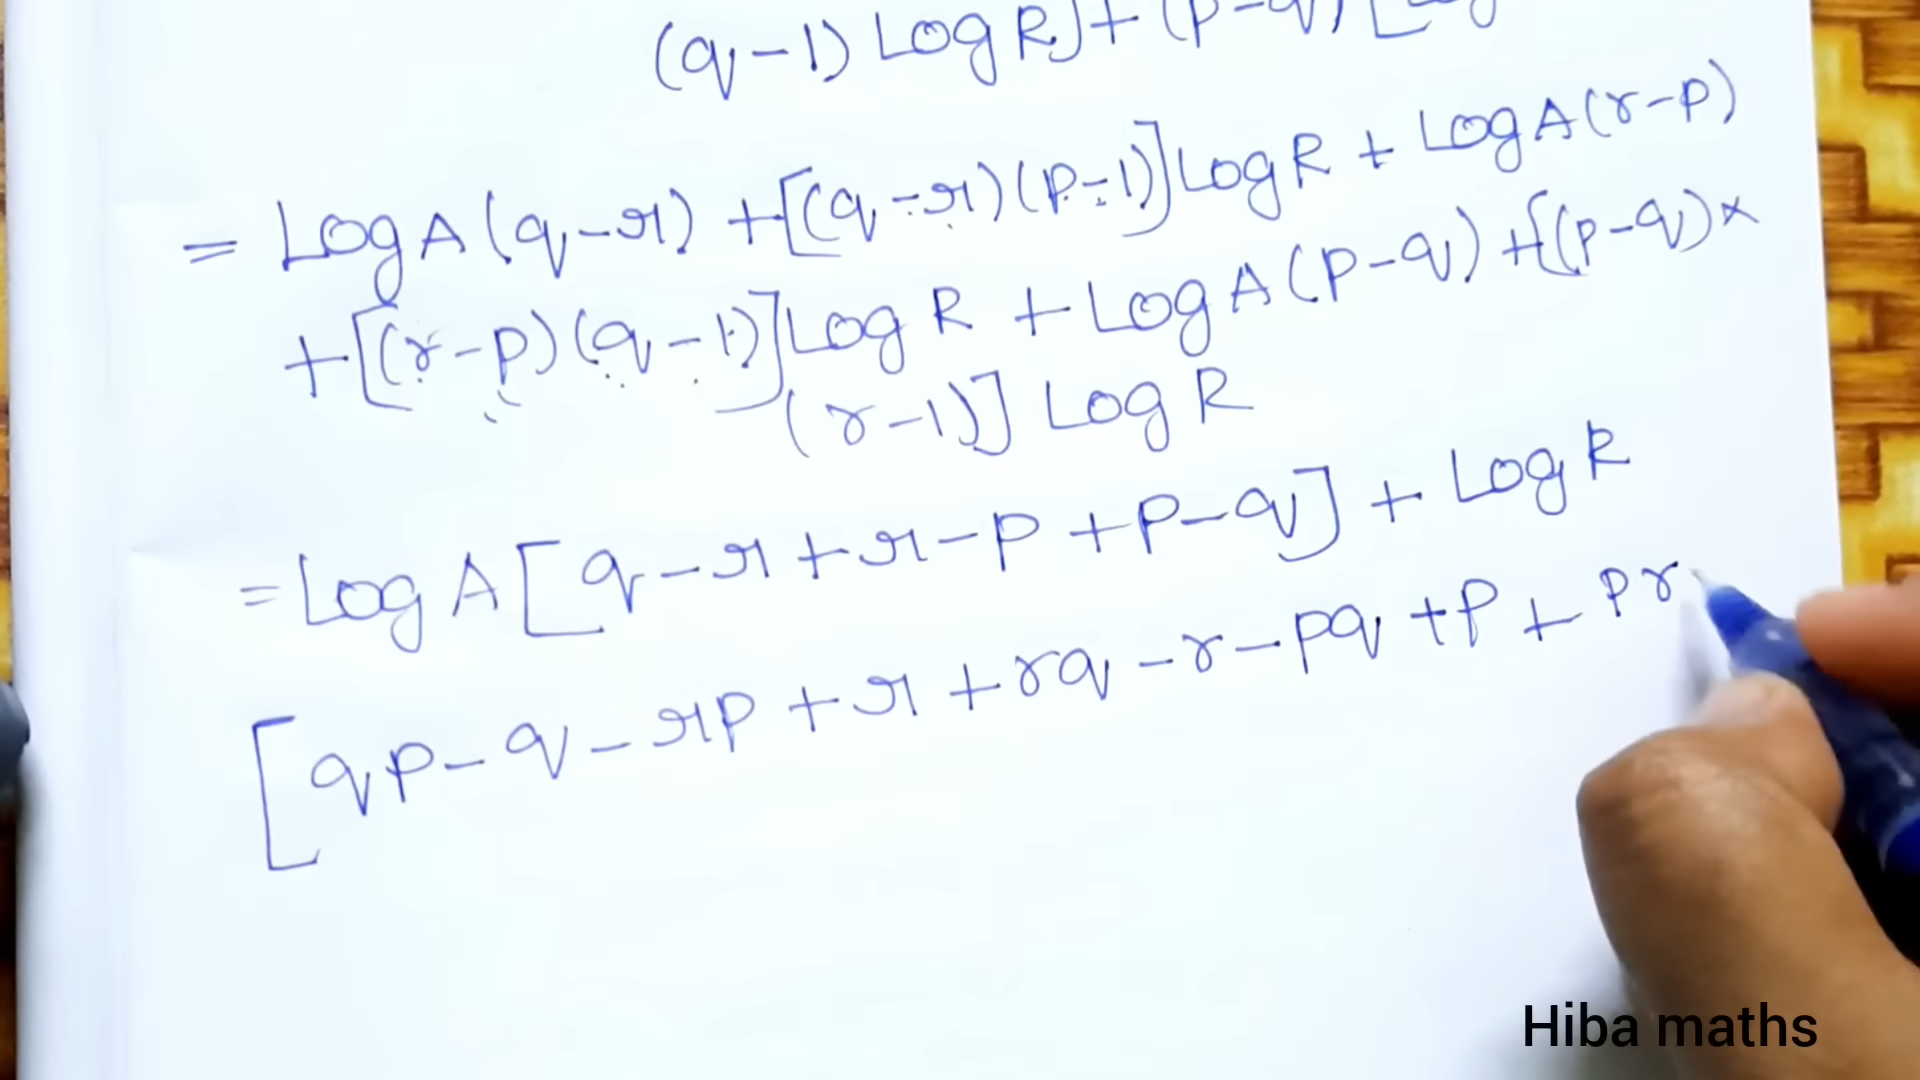 (q-1) Log R] + (p-q) [
= Log A (q-r) + [(q-r)(p-1)] Log R + Log A (r-p)
+ [(r-p)(q-1)] Log R + Log A (p-q) + [(p-q) ×
(r-1)] Log R
= Log A [q-r+r-p+p-q] + Log R
[qp-q-rp+r+rq-r-pq+p+pr
Hiba maths